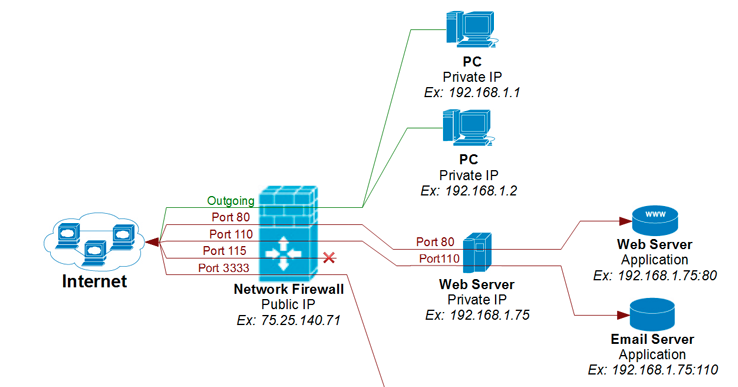 PC
Private IP
Ex: 192.168.1.1
PC
Private IP
Ex: 192.168.1.2
Outgoing
Port 80
Port 110
Port 115
Port 3333
Internet
Network Firewall
Public IP
Ex: 75.25.140.71
Port 80
Port110
Web Server
Private IP
Ex: 192.168.1.75
www
Web Server
Application
Ex: 192.168.1.75:80
Email Server
Application
Ex: 192.168.1.75:110